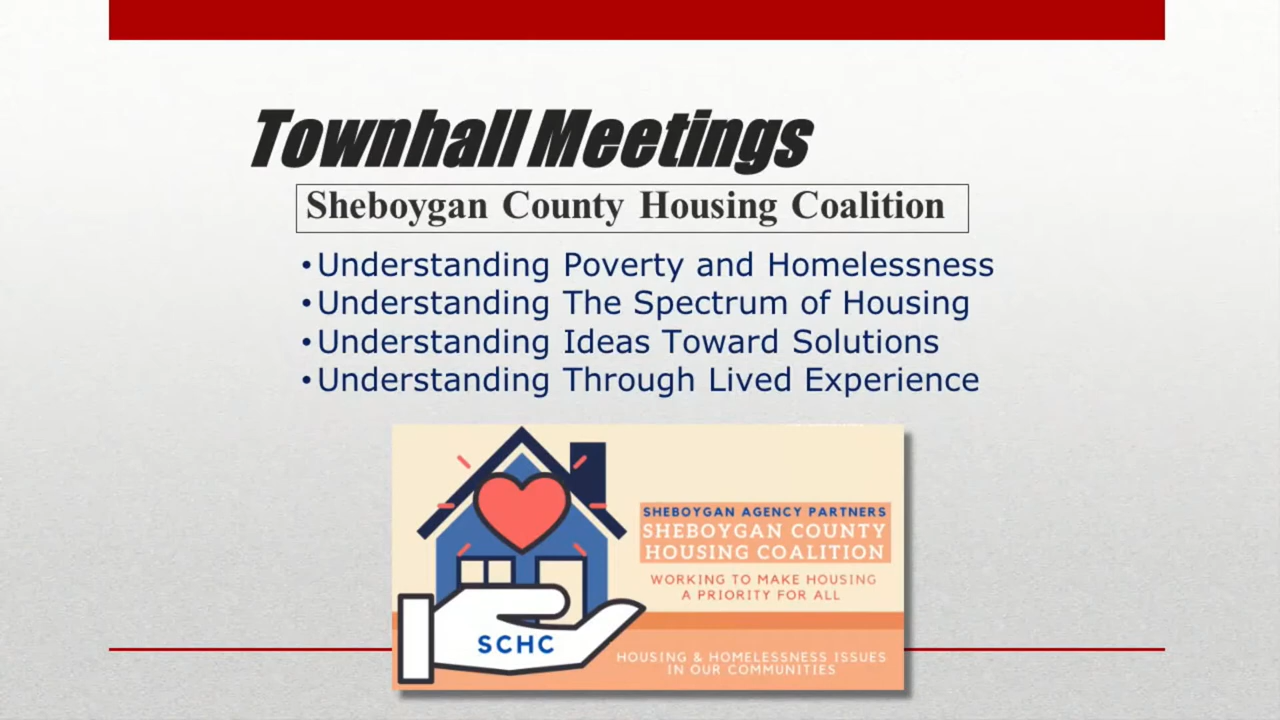 Townhall Meetings
Sheboygan County Housing Coalition
•Understanding Poverty and Homelessness
•Understanding The Spectrum of Housing
•Understanding Ideas Toward Solutions
•Understanding Through Lived Experience
SHEBOYGAN AGENCY PARTNERS
SHEBOYGAN COUNTY
HOUSING COALITION
WORKING TO MAKE HOUSING
A PRIORITY FOR ALL
SCHC
HOUSING & HOMELESSNESS ISSUES
IN OUR COMMUNITIES